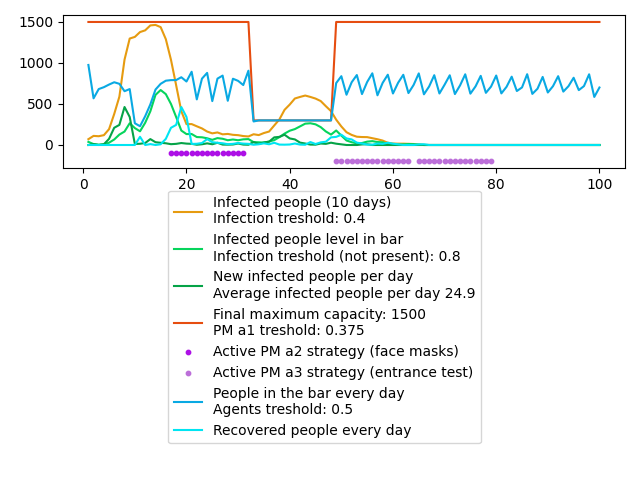 1500
1000
500
0
0
20
40
60
80
100
Infected people (10 days)
Infection treshold: 0.4
Infected people level in bar
Infection treshold (not present): 0.8
New infected people per day
Average infected people per day 24.9
Final maximum capacity: 1500
PM a1 treshold: 0.375
Active PM a2 strategy (face masks)
Active PM a3 strategy (entrance test)
People in the bar every day
Agents treshold: 0.5
Recovered people every day